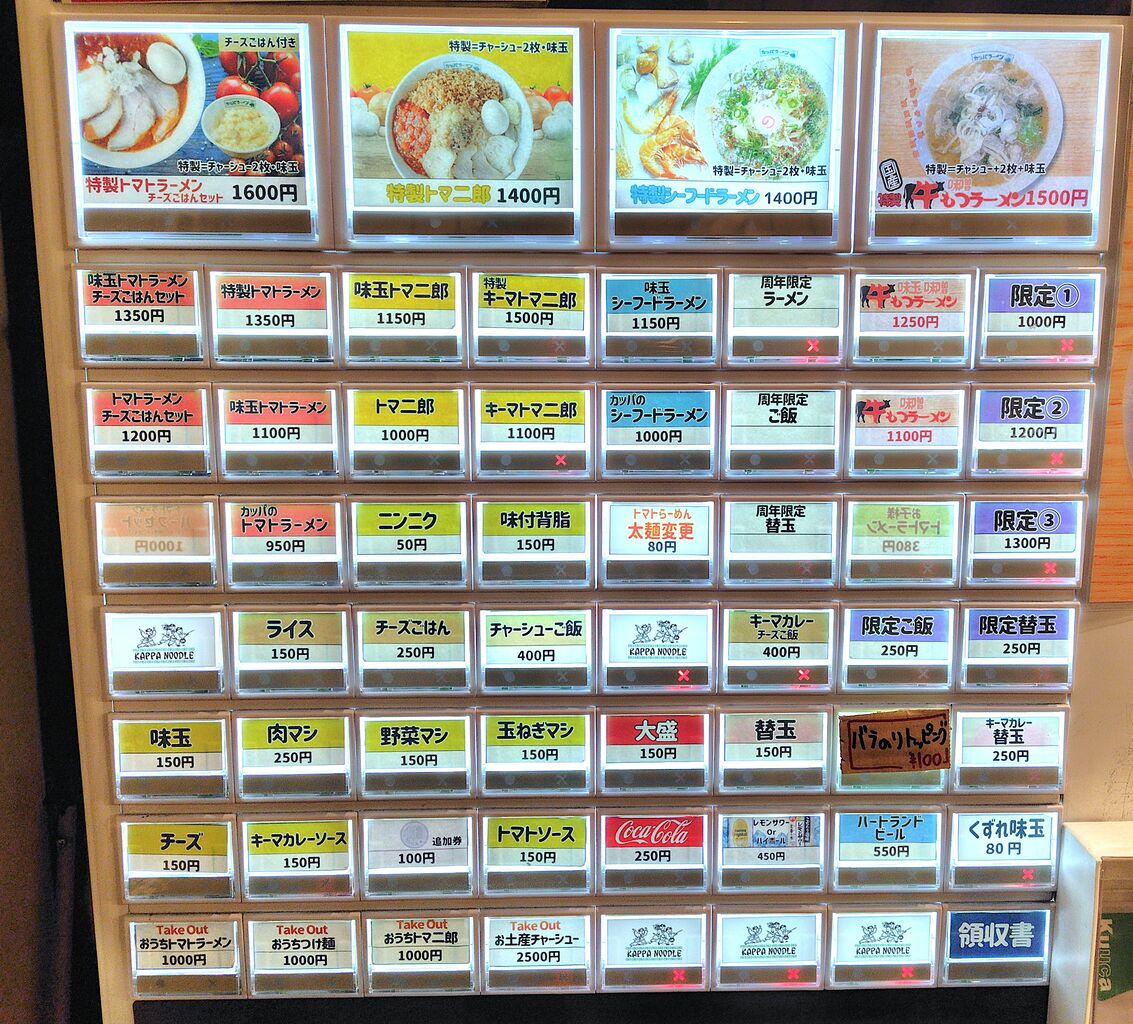 チーズごはん付き
特製=チャーシュー2枚・味玉
特製トマトラーメン
チーズごはんセット
1600円
特製=チャーシュー2枚・味玉
特製トマ二郎 1400円
特製=チャーシュー2枚・味玉
特製シーフードラーメン 1400円
特製=チャーシュー+2枚+味玉
国産
特製 牛 味噌 もつラーメン 1500円
味玉トマトラーメン
チーズごはんセット
1350円
特製トマトラーメン
1350円
味玉トマ二郎
1150円
特製
キーマトマ二郎
1500円
味玉
シーフードラーメン
1150円
周年限定
ラーメン
味玉 味噌
牛もつラーメン
1250円
限定①
1000円
トマトラーメン
チーズごはんセット
1200円
味玉トマトラーメン
1100円
トマ二郎
1000円
キーマトマ二郎
1100円
カッパの
シーフードラーメン
1000円
周年限定
ご飯
味噌
牛もつラーメン
1100円
限定②
1200円
1000円
カッパの
トマトラーメン
950円
ニンニク
50円
味付背脂
150円
トマトらーめん
太麺変更
80円
周年限定
替玉
お子様
トマトラーメン
380円
限定③
1300円
KAPPA NOODLE
ライス
150円
チーズごはん
250円
チャーシューご飯
400円
KAPPA NOODLE
キーマカレー
チーズご飯
400円
限定ご飯
250円
限定替玉
250円
味玉
150円
肉マシ
250円
野菜マシ
150円
玉ねぎマシ
150円
大盛
150円
替玉
150円
バラのりトッピング
¥100
キーマカレー
替玉
250円
チーズ
150円
キーマカレーソース
150円
追加券
100円
トマトソース
150円
Coca-Cola
250円
レモンサワー
or
ハイボール
450円
ハートランド
ビール
550円
くずれ味玉
80円
Take Out
おうちトマトラーメン
1000円
Take Out
おうちつけ麺
1000円
Take Out
おうちトマ二郎
1000円
Take Out
お土産チャーシュー
2500円
KAPPA NOODLE
KAPPA NOODLE
KAPPA NOODLE
領収書